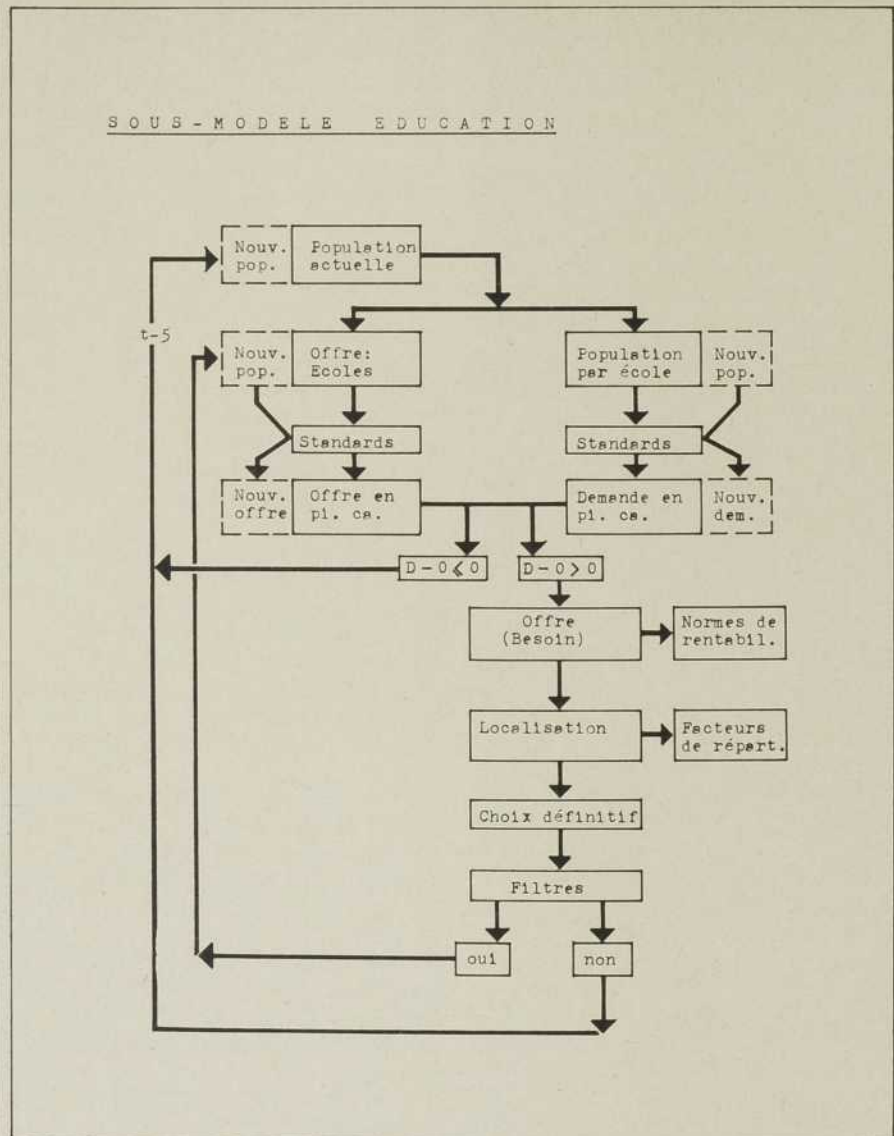 SOUS-MODELE EDUCATION
Nouv.
pop.
Population
actuelle
t-5
Nouv.
pop.
Offre:
Ecoles
Population
par école
Nouv.
pop.
Standards
Standards
Nouv.
offre
Offre en
pl. ca.
Demande en
pl. ca.
Nouv.
dem.
D-O⩽O
D-O>O
Offre
(Besoin)
Normes de
rentabil.
Localisation
Facteurs
de répart.
Choix définitif
Filtres
oui
non